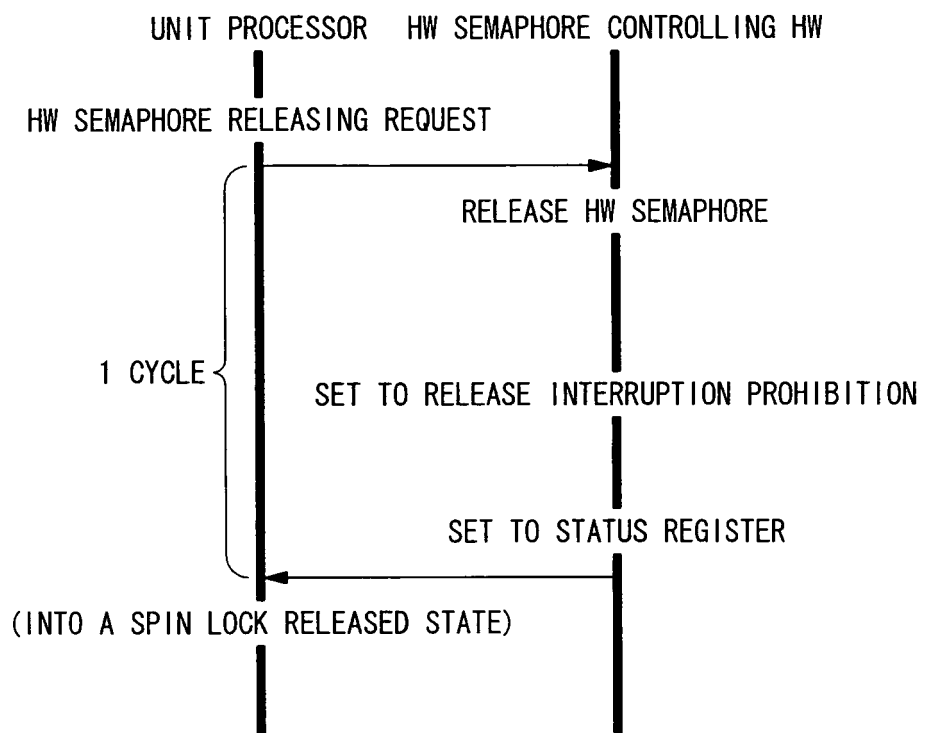 UNIT PROCESSOR HW SEMAPHORE CONTROLLING HW
HW SEMAPHORE RELEASING REQUEST
RELEASE HW SEMAPHORE
1 CYCLE
SET TO RELEASE INTERRUPTION PROHIBITION
SET TO STATUS REGISTER
(INTO A SPIN LOCK RELEASED STATE)